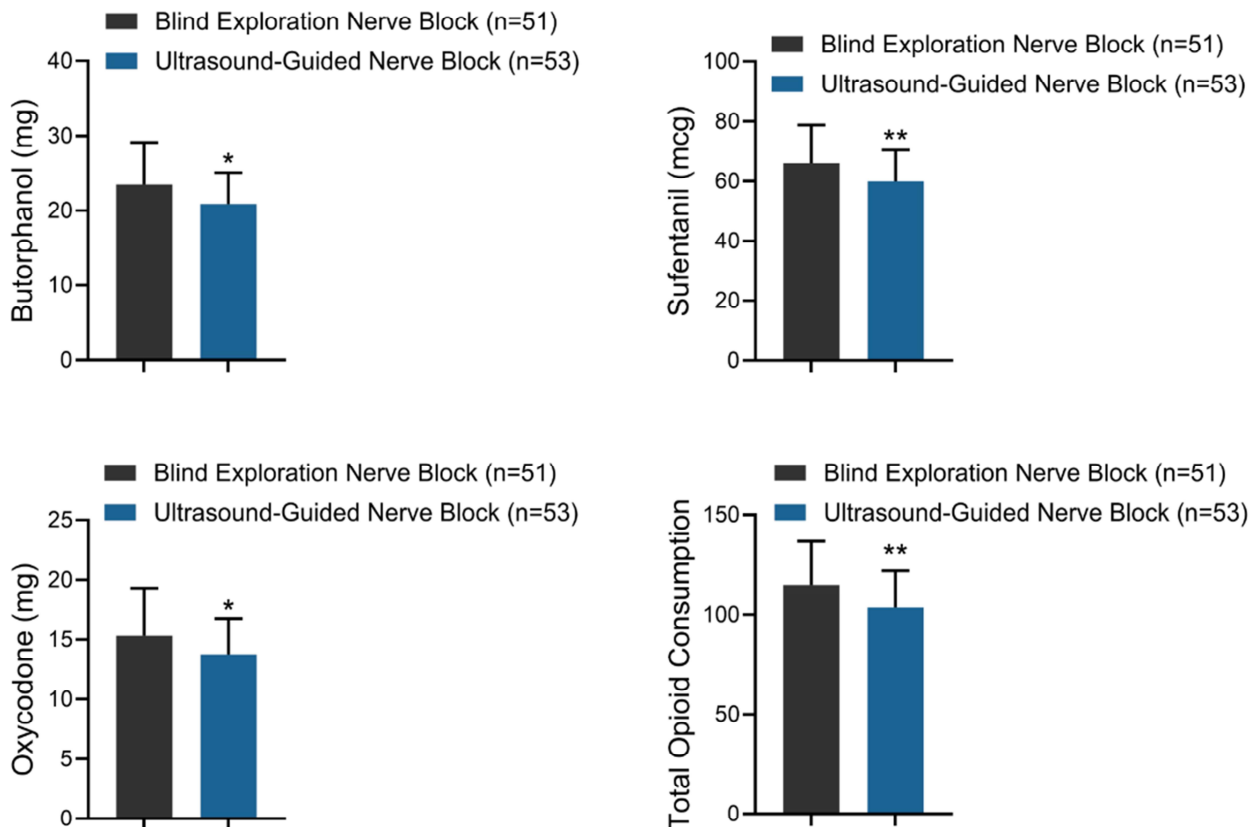 Blind Exploration Nerve Block (n=51)
Ultrasound-Guided Nerve Block (n=53)
Butorphanol (mg)
40
30
20
10
0
*
Blind Exploration Nerve Block (n=51)
Ultrasound-Guided Nerve Block (n=53)
Sufentanil (mcg)
100
80
60
40
20
0
**
Blind Exploration Nerve Block (n=51)
Ultrasound-Guided Nerve Block (n=53)
Oxycodone (mg)
25
20
15
10
5
0
*
Blind Exploration Nerve Block (n=51)
Ultrasound-Guided Nerve Block (n=53)
Total Opioid Consumption
150
100
50
0
**